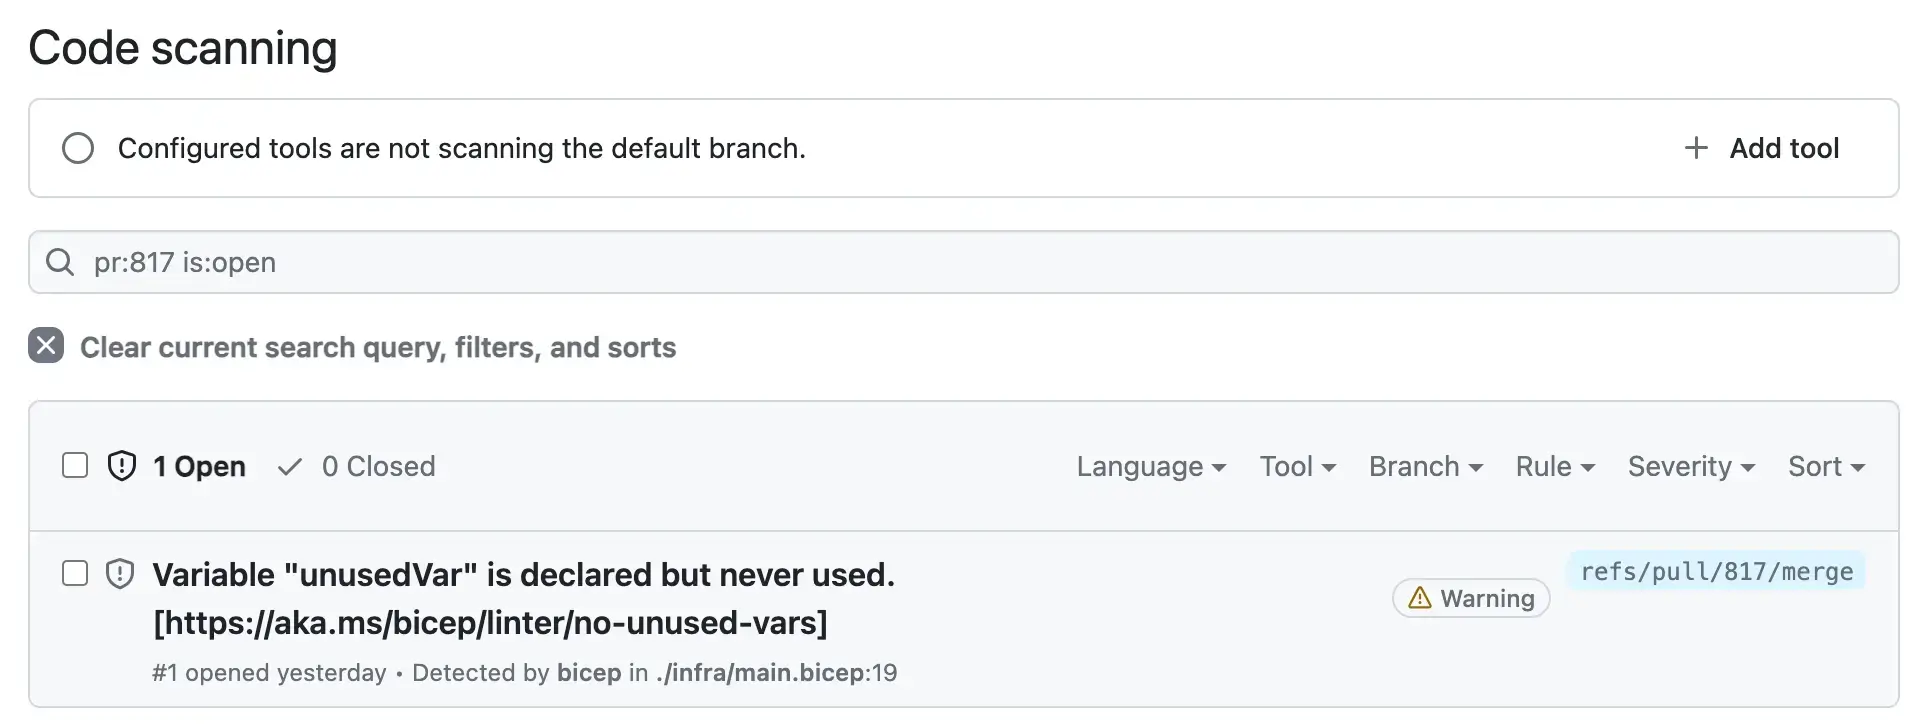 Code scanning
Configured tools are not scanning the default branch.
Add tool
pr:817 is:open
Clear current search query, filters, and sorts
1 Open 0 Closed Language Tool Branch Rule Severity Sort
Variable "unusedVar" is declared but never used.
[https://aka.ms/bicep/linter/no-unused-vars]
Warning
refs/pull/817/merge
#1 opened yesterday • Detected by bicep in ./infra/main.bicep:19